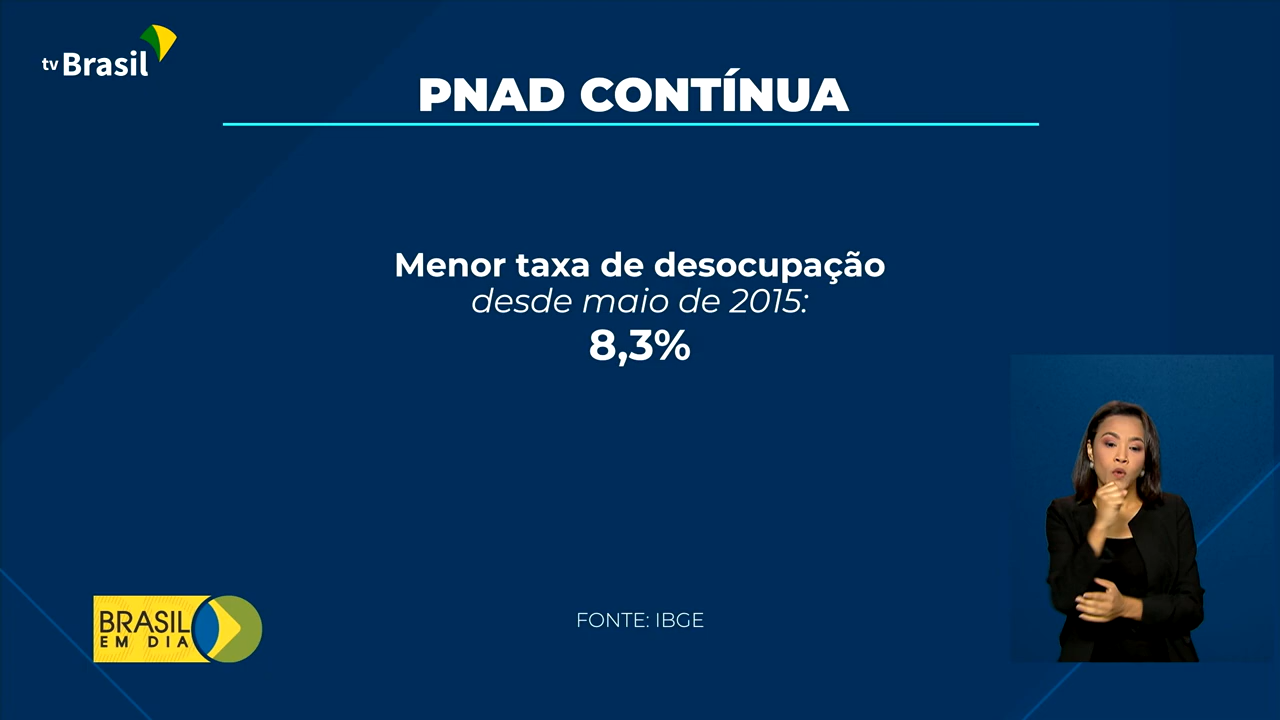 tv Brasil
PNAD CONTÍNUA
Menor taxa de desocupação
desde maio de 2015:
8,3%
BRASIL
EM DIA
FONTE: IBGE